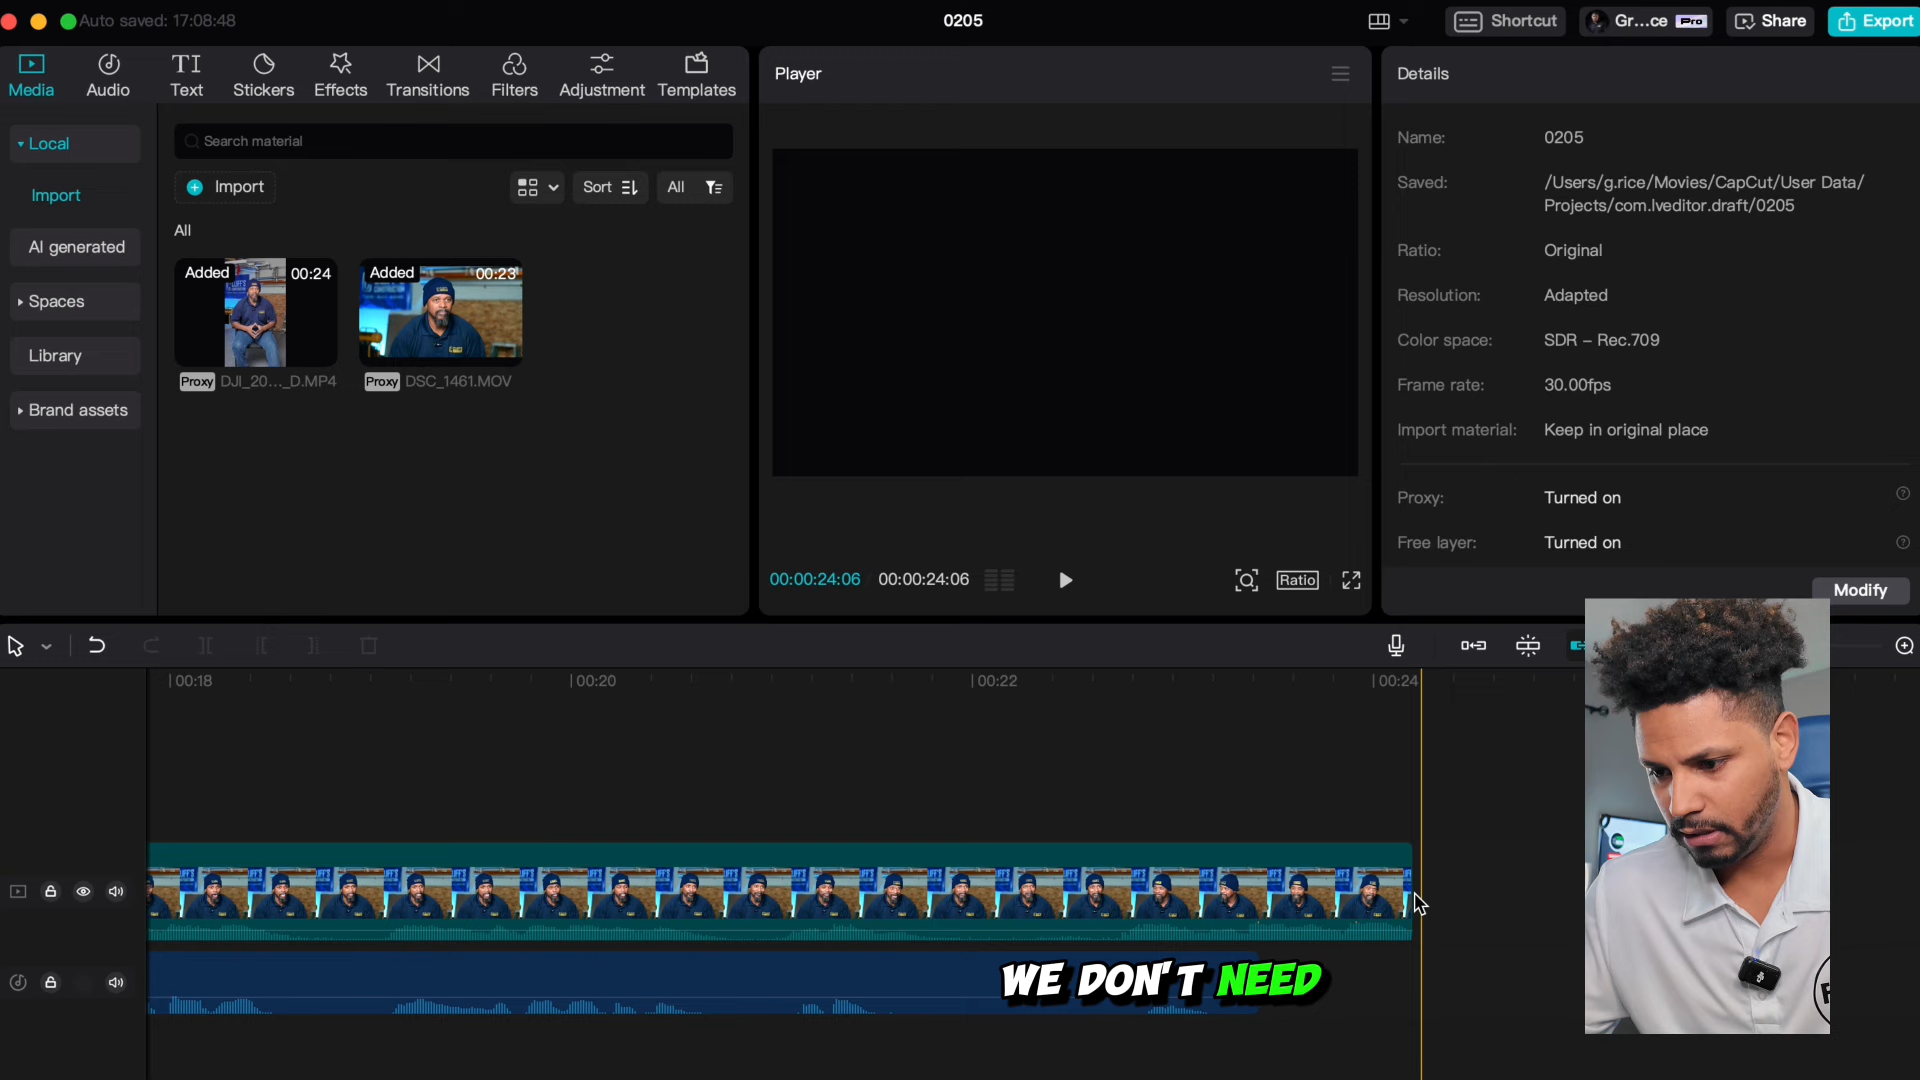 Auto saved: 17:08:48
0205
Shortcut
Gr...ce
Pro
Share
Export
Media
Audio
TI
Text
Stickers
Effects
Transitions
Filters
Adjustment
Templates
Player
Details
Local
Import
AI generated
Spaces
Library
Brand assets
Search material
Import
Sort
All
All
Added
00:24
Added
00:23
Proxy
DJI_20..._D.MP4
Proxy
DSC_1461.MOV
00:00:24:06
00:00:24:06
Ratio
Name:
0205
Saved:
/Users/g.rice/Movies/CapCut/User Data/
Projects/com.lveditor.draft/0205
Ratio:
Original
Resolution:
Adapted
Color space:
SDR – Rec.709
Frame rate:
30.00fps
Import material:
Keep in original place
Proxy:
Turned on
Free layer:
Turned on
Modify
00:18
00:20
00:22
00:24
WE DON'T NEED